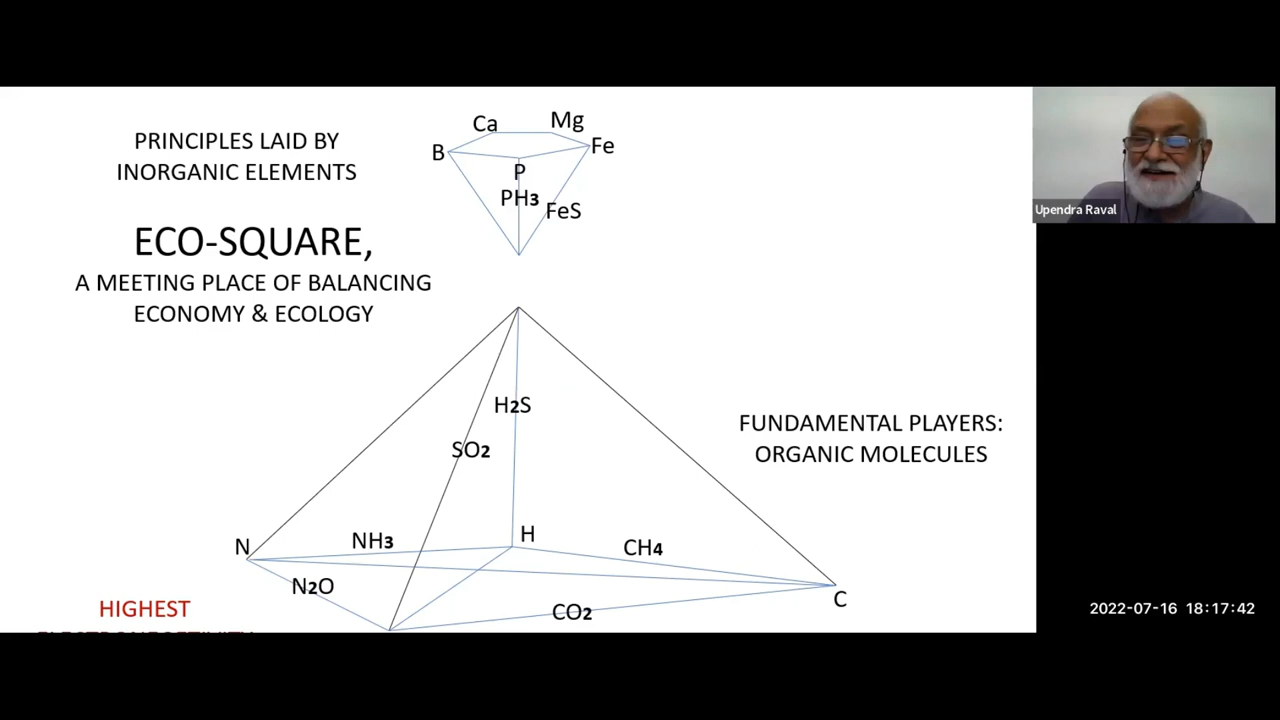 PRINCIPLES LAID BY
INORGANIC ELEMENTS
ECO-SQUARE,
A MEETING PLACE OF BALANCING
ECONOMY & ECOLOGY
Ca
Mg
B
Fe
P
PH3
FeS
Upendra Raval
H2S
SO2
FUNDAMENTAL PLAYERS:
ORGANIC MOLECULES
N
NH3
H
CH4
N2O
C
CO2
HIGHEST
2022-07-16 18:17:42